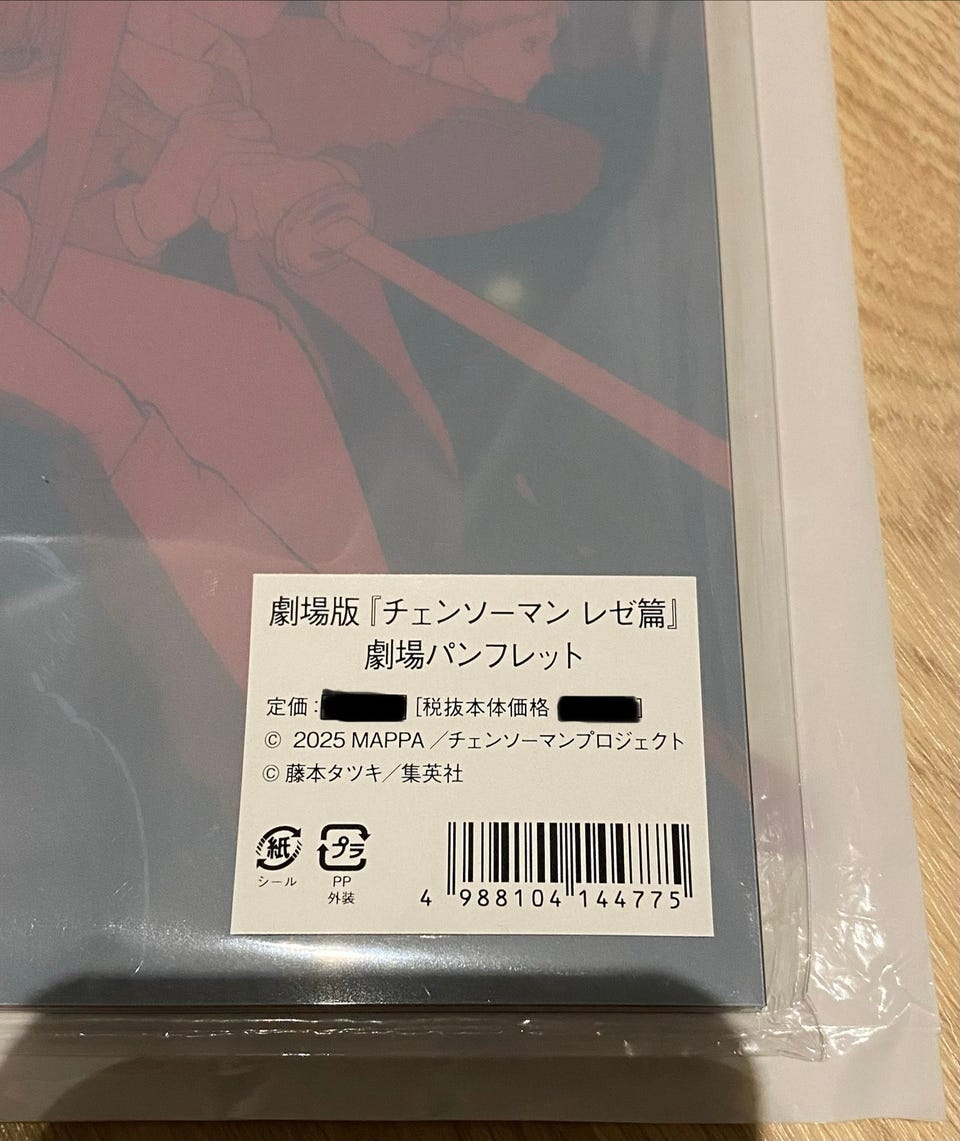 劇場版『チェンソーマン レゼ篇』
劇場パンフレット
定価: [税抜本体価格 ]
© 2025 MAPPA／チェンソーマンプロジェクト
©藤本タツキ／集英社
紙 プラ
シール PP
外装
4 988104 144775